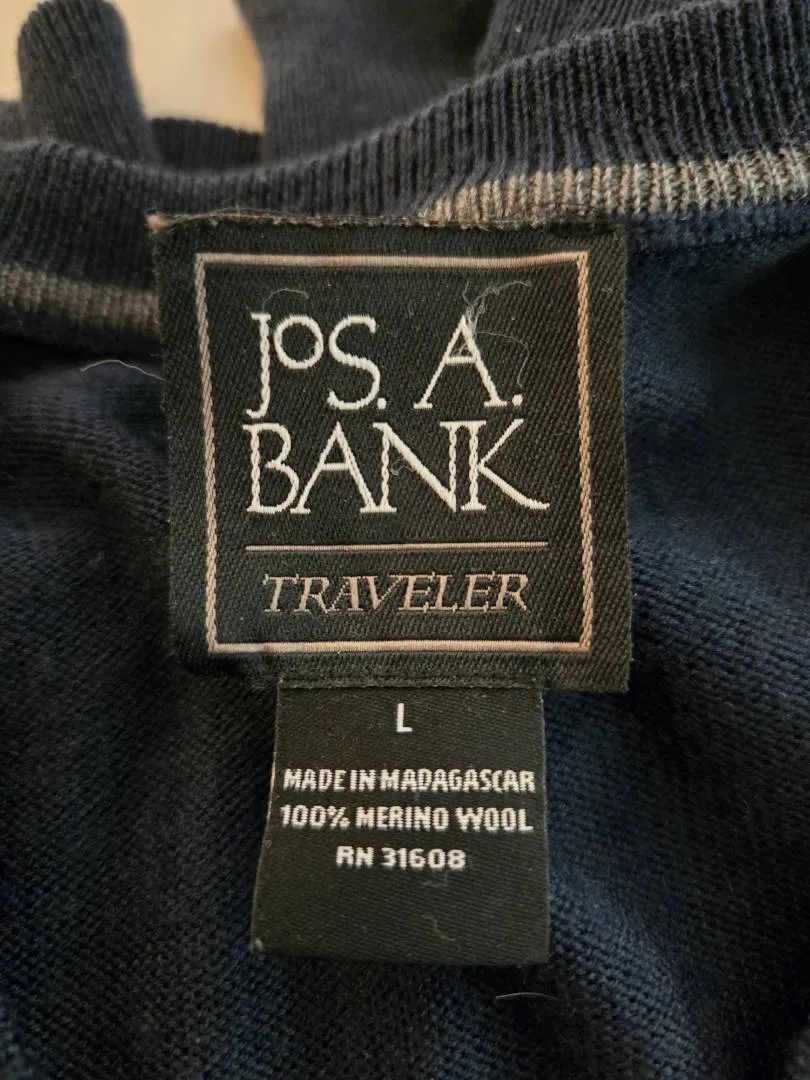 JoS. A.
BANK
TRAVELER
L
MADE IN MADAGASCAR
100% MERINO WOOL
RN 31608